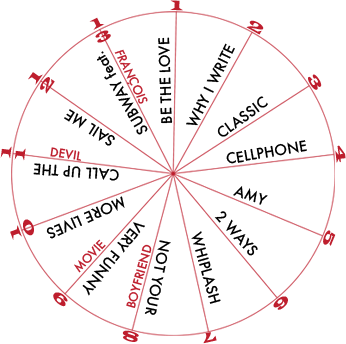 1
BE THE LOVE
2
WHY I WRITE
3
CLASSIC
4
CELLPHONE
5
AMY
6
2 WAYS
7
WHIPLASH
8
NOT YOUR
BOYFRIEND
9
VERY FUNNY
MOVIE
10
MORE LIVES
11
CALL UP THE
DEVIL
12
SAIL ME
13
SUBWAY feat.
FRANCOIS